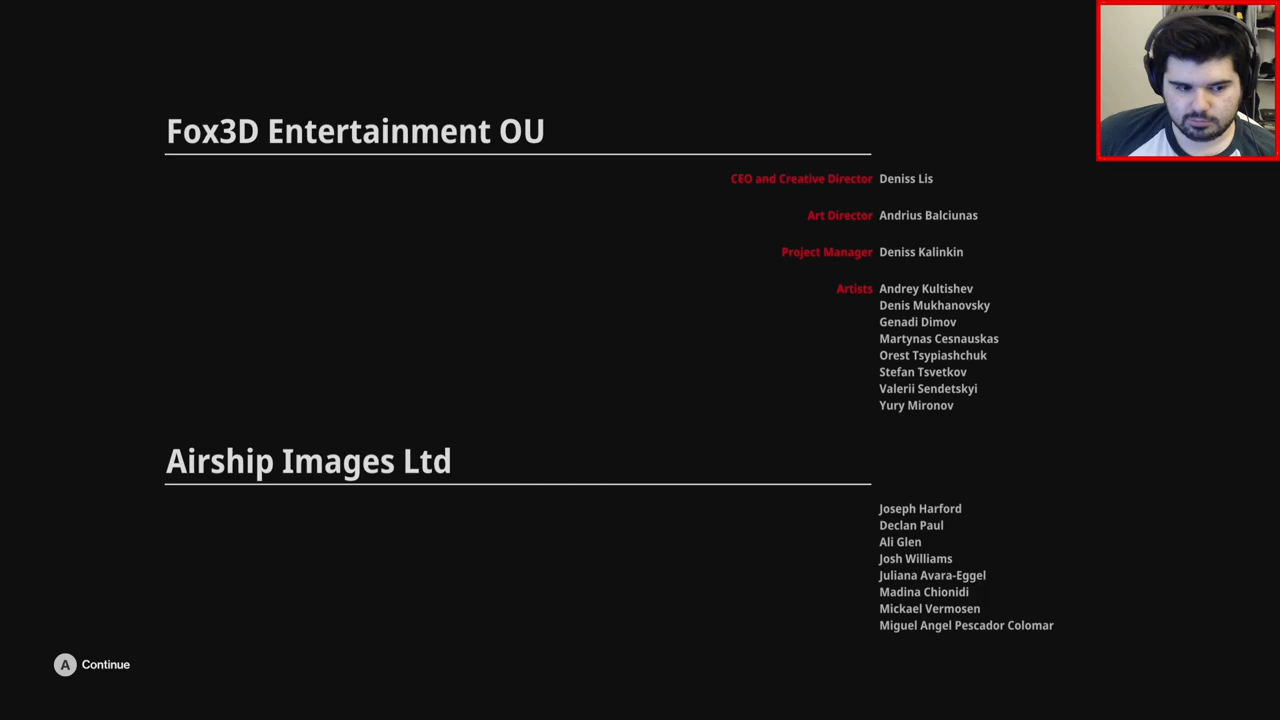 Fox3D Entertainment OU
CEO and Creative Director Deniss Lis
Art Director Andrius Balciunas
Project Manager Deniss Kalinkin
Artists Andrey Kultishev
Denis Mukhanovsky
Genadi Dimov
Martynas Cesnauskas
Orest Tsypiashchuk
Stefan Tsvetkov
Valerii Sendetskyi
Yury Mironov
Airship Images Ltd
Joseph Harford
Declan Paul
Ali Glen
Josh Williams
Juliana Avara-Eggel
Madina Chionidi
Mickael Vermosen
Miguel Angel Pescador Colomar
A Continue